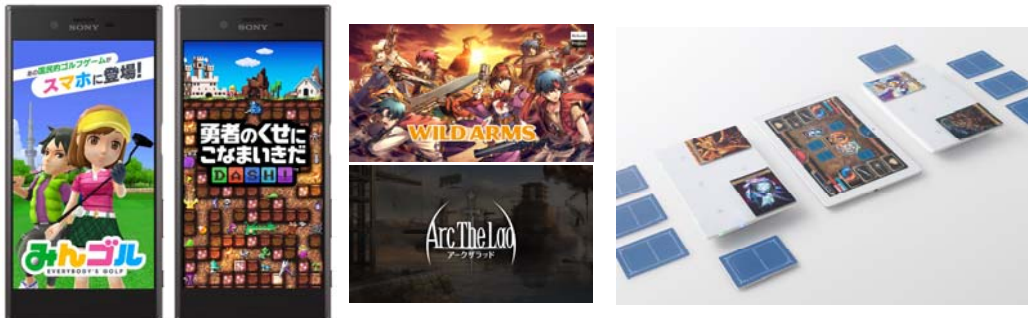 SONY
あの国民的ゴルフゲームが
スマホに登場!
みんゴル
EVERYBODY'S GOLF
SONY
勇者のくせに
こなまいきだ
DASH!
WILD ARMS
Arc The Lad
アークザラッド